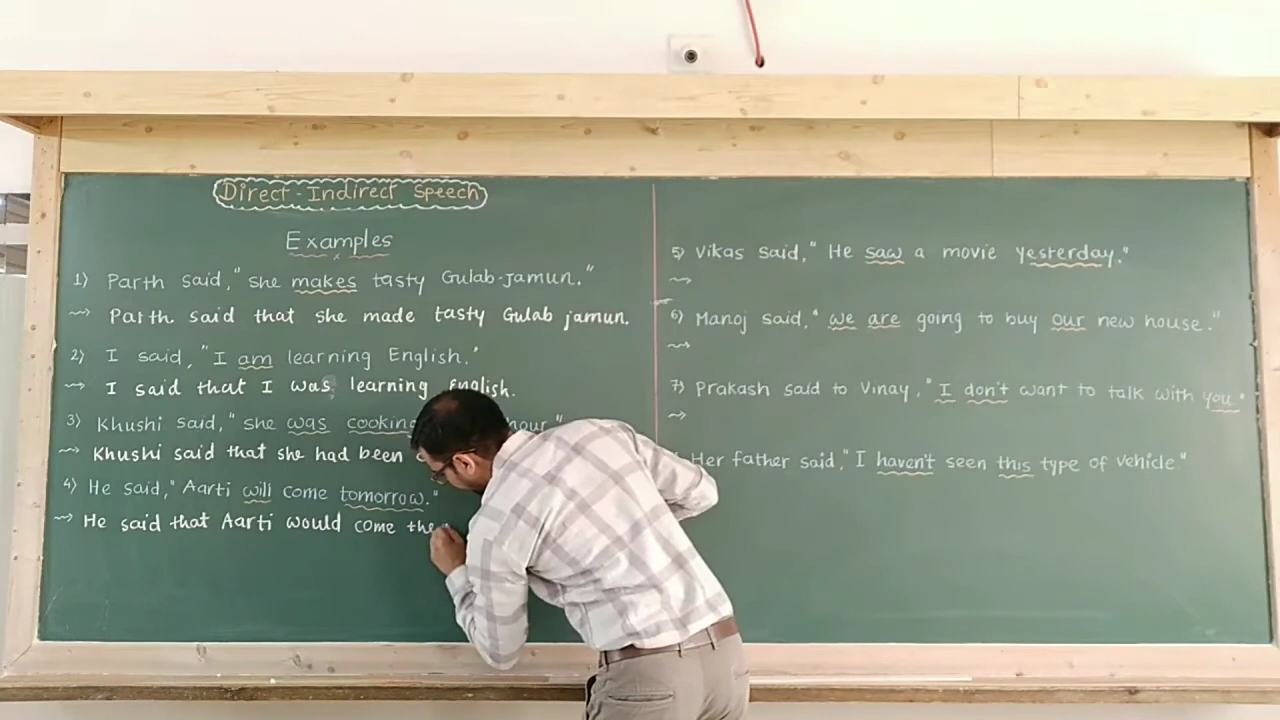 Direct-Indirect Speech
Examples
1) Parth said, "she makes tasty Gulab-jamun."
~> Parth said that she made tasty Gulab jamun.
2) I said, "I am learning English."
~> I said that I was learning English.
3) Khushi said, "she was cooking hour"
~> Khushi said that she had been
4) He said, "Aarti will come tomorrow."
~> He said that Aarti would come the
5) Vikas said, " He saw a movie yesterday."
~>
6) Manoj said, " we are going to buy our new house."
~>
7) Prakash said to Vinay, "I don't want to talk with you."
~>
Her father said, "I haven't seen this type of vehicle."